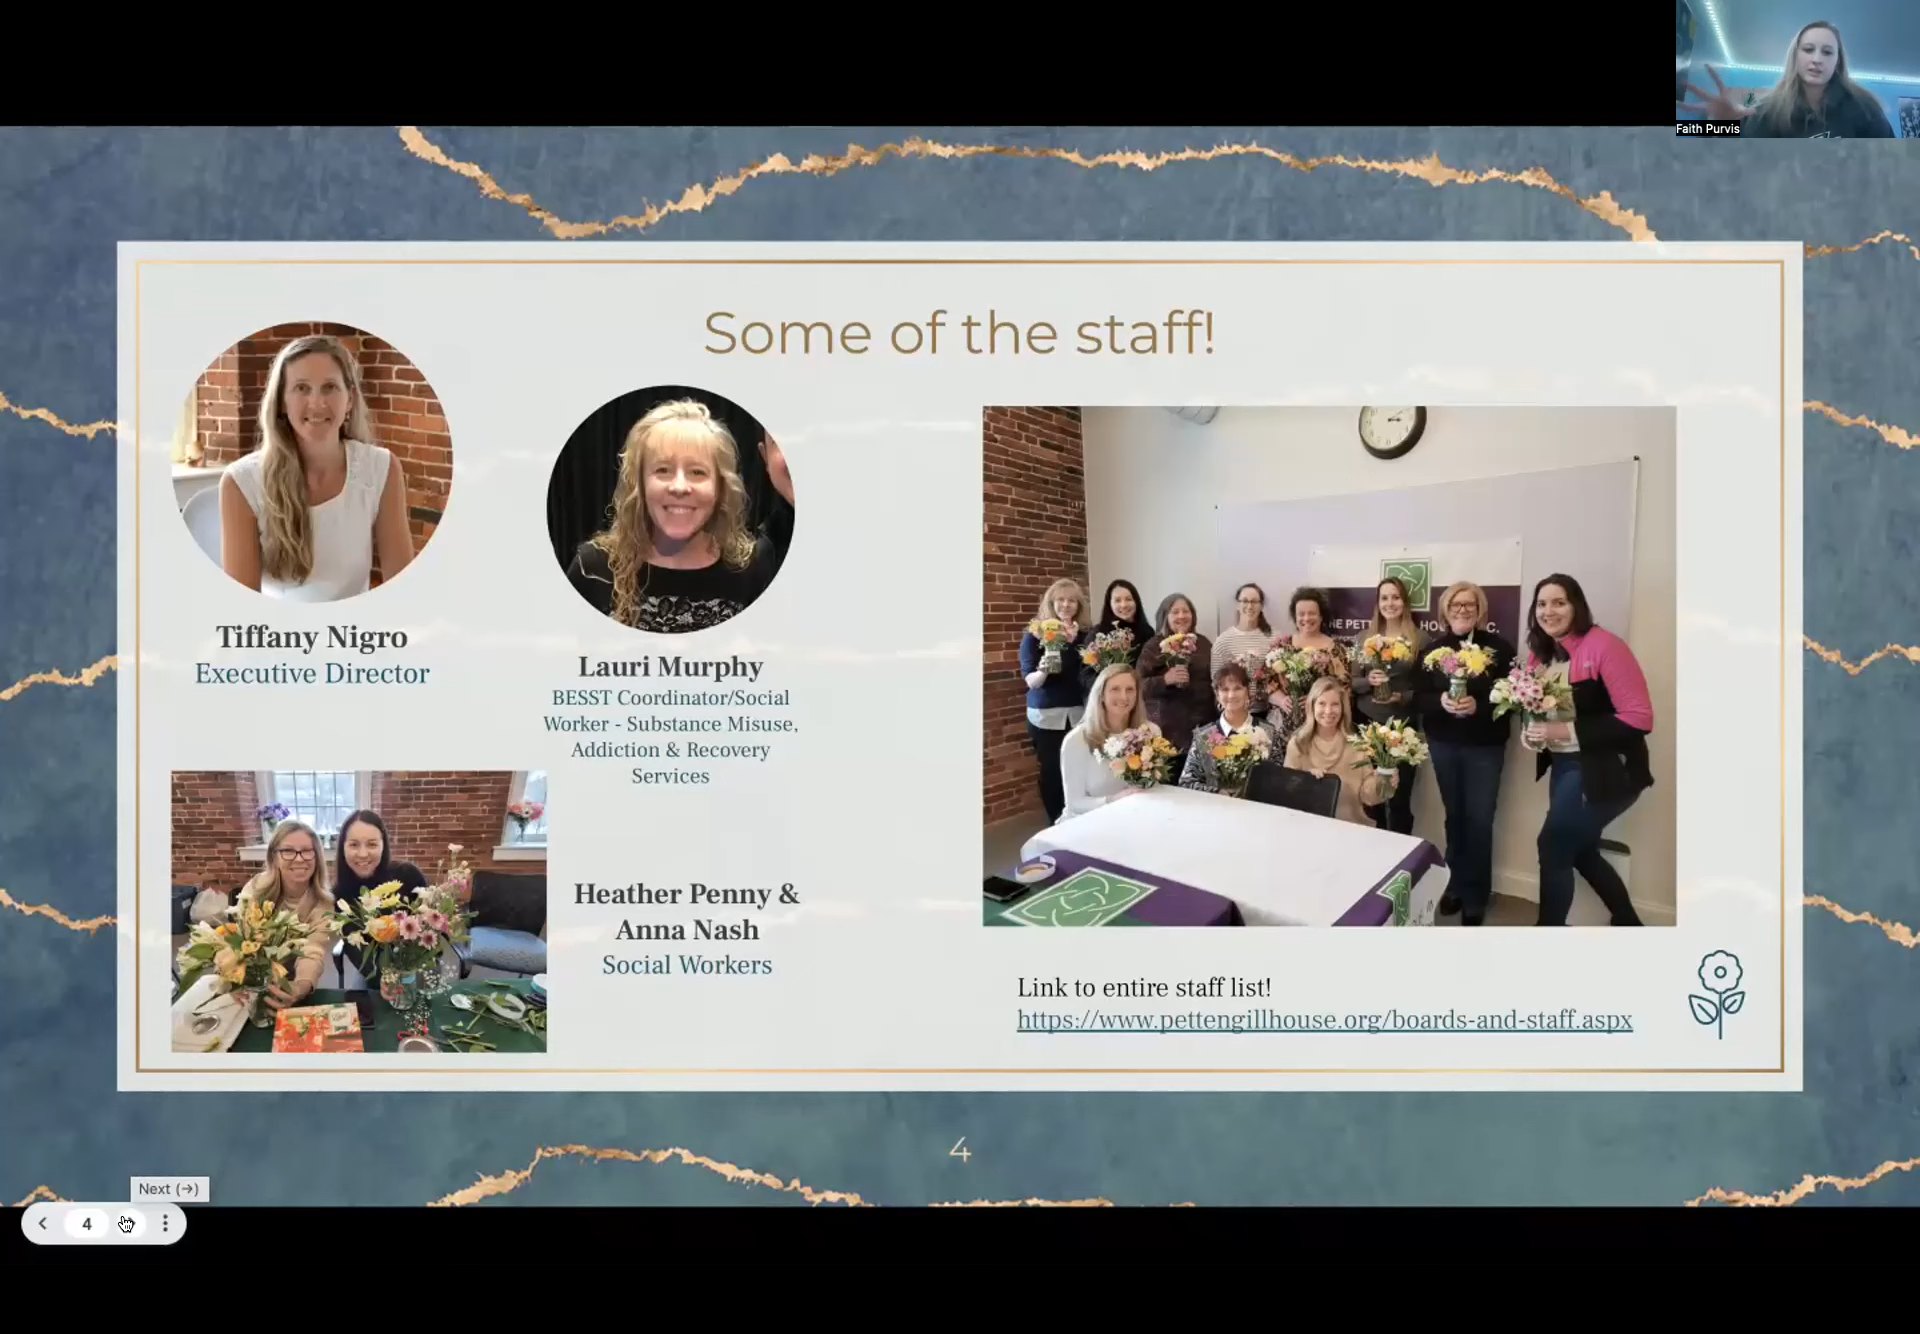 Faith Purvis
Some of the staff!
Tiffany Nigro
Executive Director
Lauri Murphy
BESST Coordinator/Social
Worker - Substance Misuse,
Addiction & Recovery
Services
Heather Penny &
Anna Nash
Social Workers
Link to entire staff list!
https://www.pettengillhouse.org/boards-and-staff.aspx
4
Next (→)
4